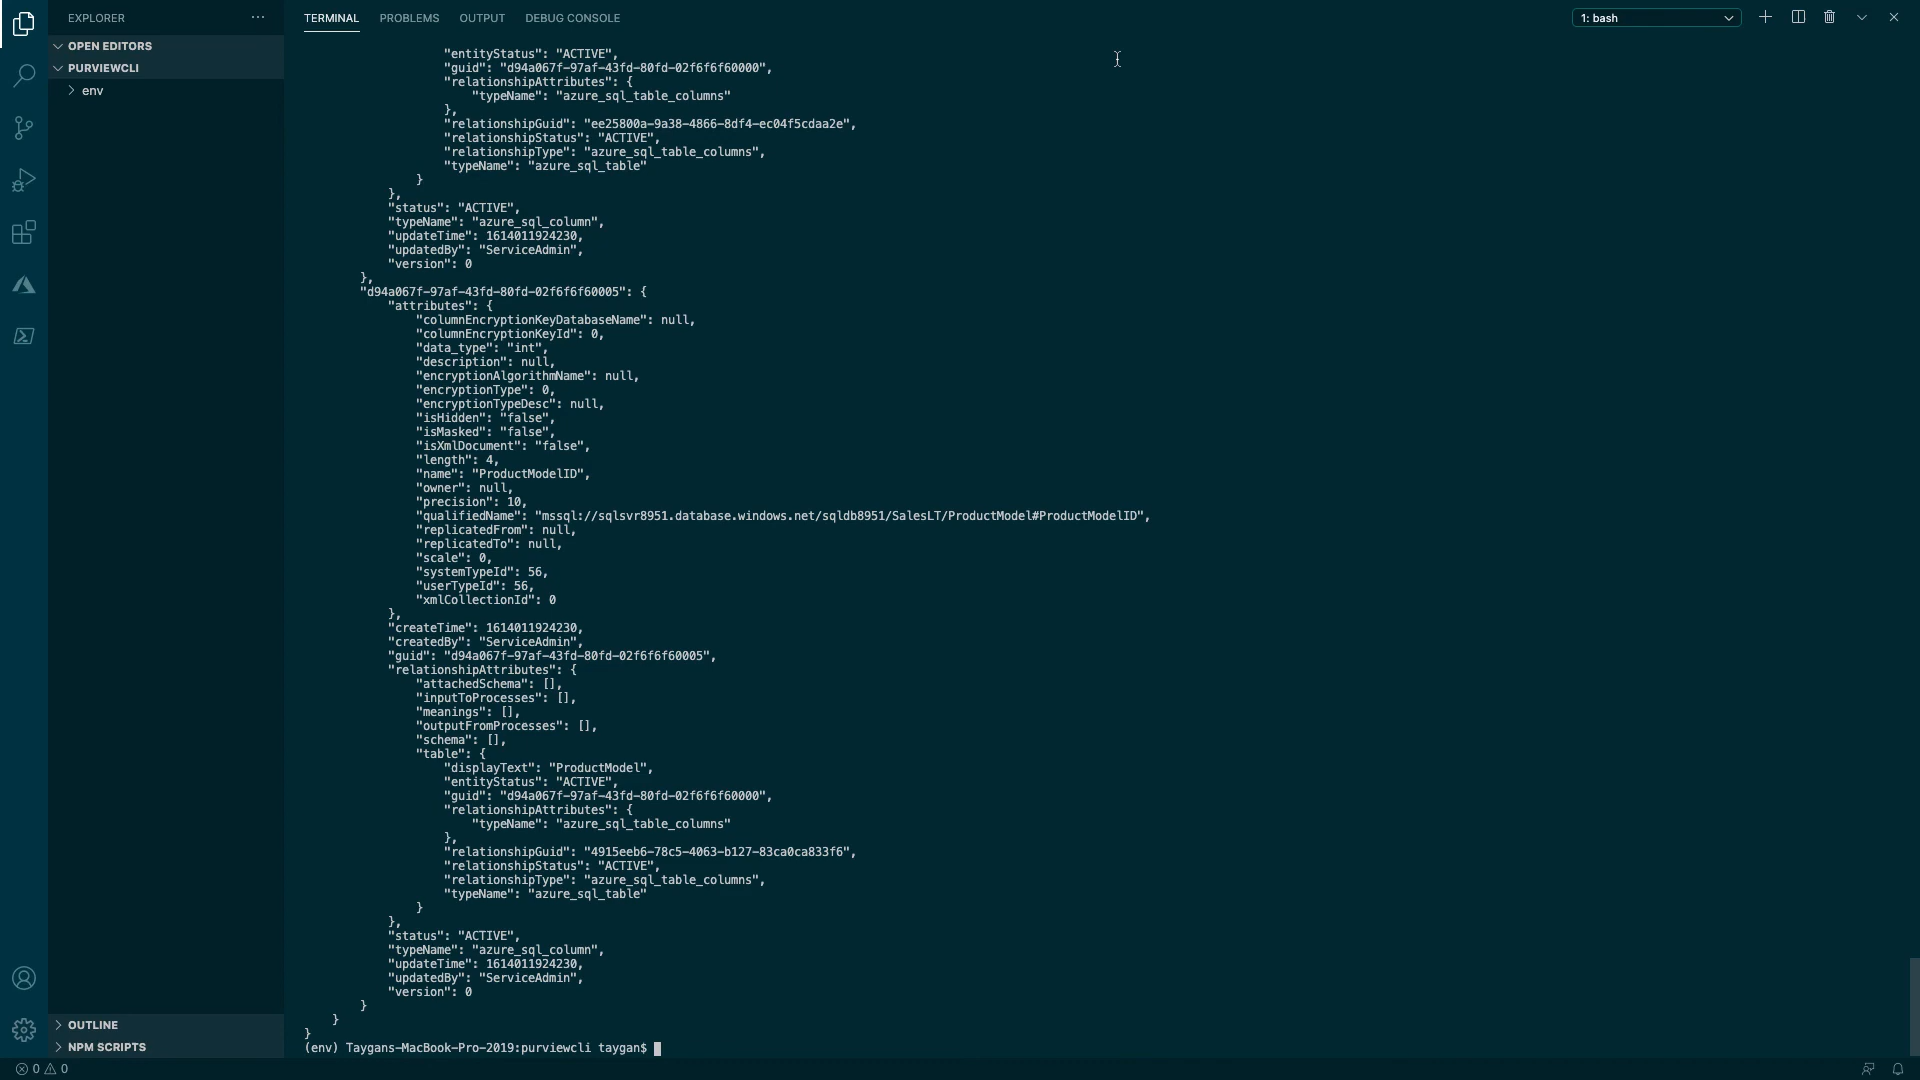 EXPLORER
OPEN EDITORS
PURVIEWCLI
env
OUTLINE
NPM SCRIPTS
TERMINAL PROBLEMS OUTPUT DEBUG CONSOLE
1: bash
"entityStatus": "ACTIVE",
"guid": "d94a067f-97af-43fd-80fd-02f6f6f60000",
"relationshipAttributes": {
"typeName": "azure_sql_table_columns"
},
"relationshipGuid": "ee25800a-9a38-4866-8df4-ec04f5cdaa2e",
"relationshipStatus": "ACTIVE",
"relationshipType": "azure_sql_table_columns",
"typeName": "azure_sql_table"
}
},
"status": "ACTIVE",
"typeName": "azure_sql_column",
"updateTime": 1614011924230,
"updatedBy": "ServiceAdmin",
"version": 0
},
"d94a067f-97af-43fd-80fd-02f6f6f60005": {
"attributes": {
"columnEncryptionKeyDatabaseName": null,
"columnEncryptionKeyId": 0,
"data_type": "int",
"description": null,
"encryptionAlgorithmName": null,
"encryptionType": 0,
"encryptionTypeDesc": null,
"isHidden": "false",
"isMasked": "false",
"isXmlDocument": "false",
"length": 4,
"name": "ProductModelID",
"owner": null,
"precision": 10,
"qualifiedName": "mssql://sqlsvr8951.database.windows.net/sqldb8951/SalesLT/ProductModel#ProductModelID",
"replicatedFrom": null,
"replicatedTo": null,
"scale": 0,
"systemTypeId": 56,
"userTypeId": 56,
"xmlCollectionId": 0
},
"createTime": 1614011924230,
"createdBy": "ServiceAdmin",
"guid": "d94a067f-97af-43fd-80fd-02f6f6f60005",
"relationshipAttributes": {
"attachedSchema": [],
"inputToProcesses": [],
"meanings": [],
"outputFromProcesses": [],
"schema": [],
"table": {
"displayText": "ProductModel",
"entityStatus": "ACTIVE",
"guid": "d94a067f-97af-43fd-80fd-02f6f6f60000",
"relationshipAttributes": {
"typeName": "azure_sql_table_columns"
},
"relationshipGuid": "4915eeb6-78c5-4063-b127-83ca0ca833f6",
"relationshipStatus": "ACTIVE",
"relationshipType": "azure_sql_table_columns",
"typeName": "azure_sql_table"
}
},
"status": "ACTIVE",
"typeName": "azure_sql_column",
"updateTime": 1614011924230,
"updatedBy": "ServiceAdmin",
"version": 0
}
}
}
(env) Taygans-MacBook-Pro-2019:purviewcli taygan$
0 0